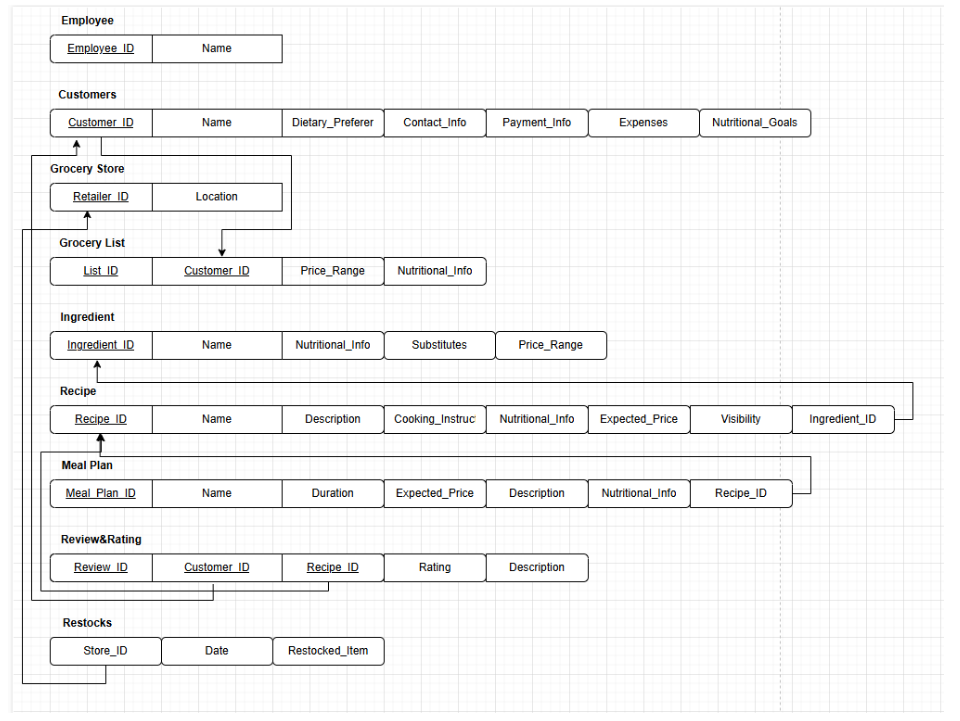 Employee
Employee_ID Name
Customers
Customer_ID Name Dietary_Preferer Contact_Info Payment_Info Expenses Nutritional_Goals
Grocery Store
Retailer_ID Location
Grocery List
List_ID Customer_ID Price_Range Nutritional_Info
Ingredient
Ingredient_ID Name Nutritional_Info Substitutes Price_Range
Recipe
Recipe_ID Name Description Cooking_Instruc Nutritional_Info Expected_Price Visibility Ingredient_ID
Meal Plan
Meal_Plan_ID Name Duration Expected_Price Description Nutritional_Info Recipe_ID
Review&Rating
Review_ID Customer_ID Recipe_ID Rating Description
Restocks
Store_ID Date Restocked_Item